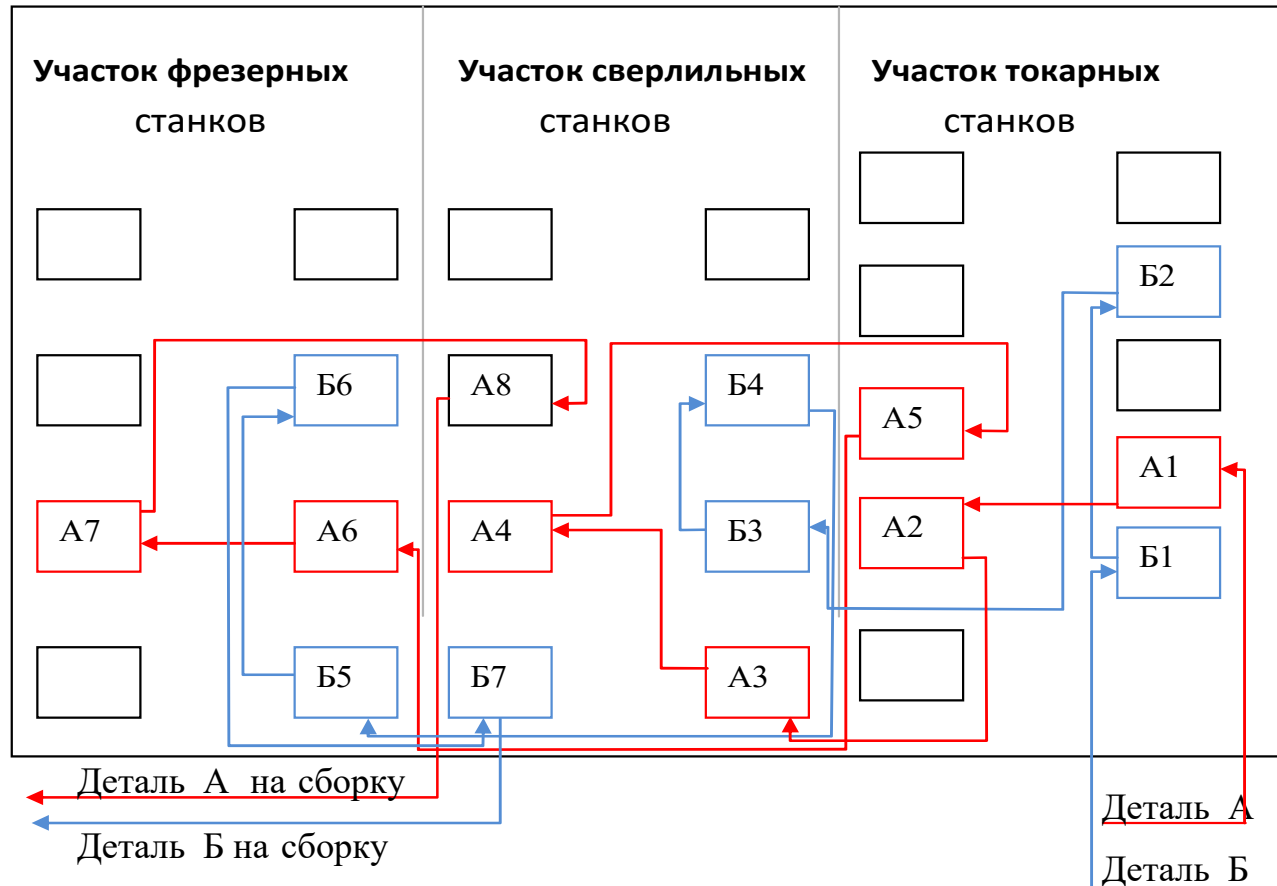 Участок фрезерных
станков
Участок сверлильных
станков
Участок токарных
станков
Б2
Б6
А8
Б4
А5
А1
А7
А6
А4
Б3
А2
Б1
Б5
Б7
А3
Деталь А на сборку
Деталь Б на сборку
Деталь А
Деталь Б